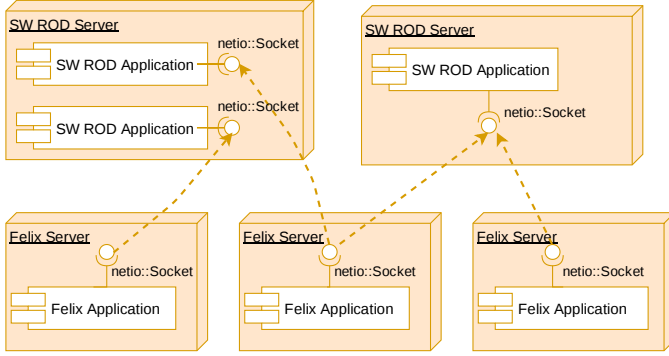 SW ROD Server
netio::Socket
SW ROD Application
netio::Socket
SW ROD Application
SW ROD Server
SW ROD Application
netio::Socket
Felix Server
netio::Socket
Felix Application
Felix Server
netio::Socket
Felix Application
Felix Server
netio::Socket
Felix Application